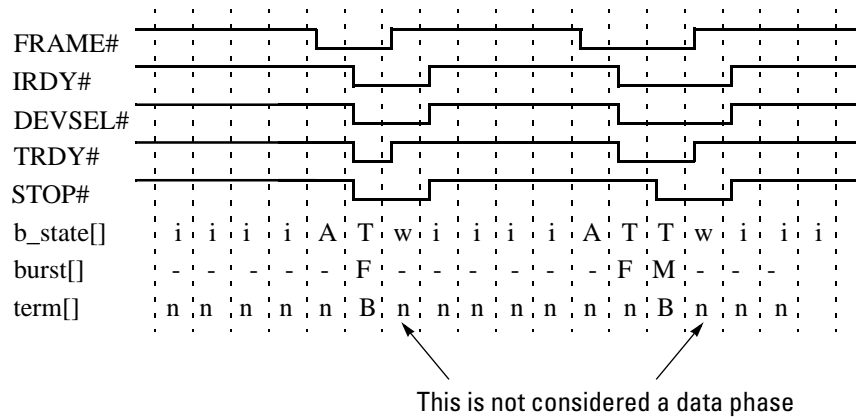 FRAME#
IRDY#
DEVSEL#
TRDY#
STOP#
b_state[] i i i i A T w i i i i A T T w i i i
burst[] - - - - - F - - - - - - F M - - -
term[] n n n n n B n n n n n n n B n n n
This is not considered a data phase